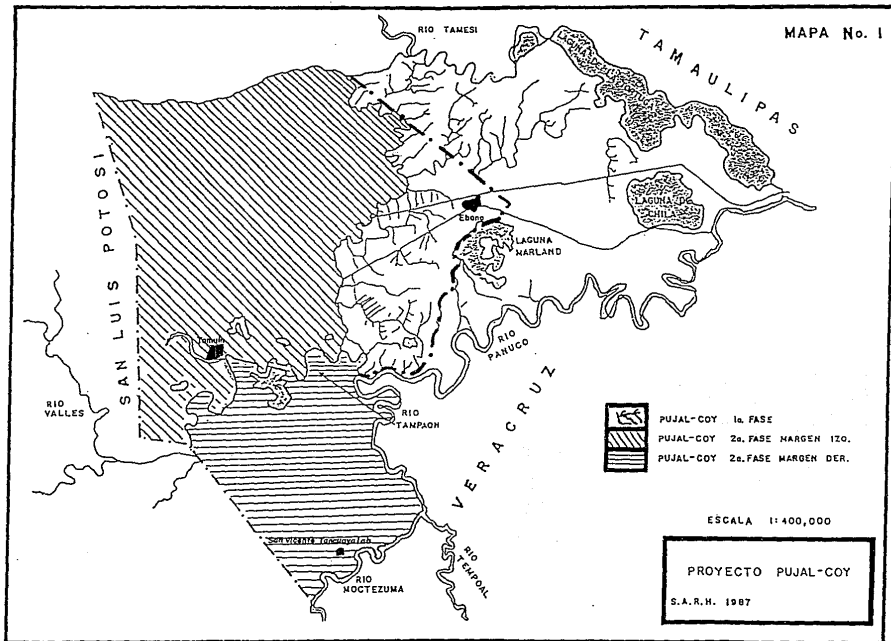 MAPA No. 1
RIO TAMESI
TAMAULIPAS
SAN LUIS POTOSI
Ebano
LAGUNA DE CHILA
LAGUNA
MARLAND
RIO
PANUCO
Tamuin
RIO
VALLES
RIO
TAMPAON
VERACRUZ
PUJAL-COY 1a. FASE
PUJAL-COY 2a. FASE MARGEN IZQ.
PUJAL-COY 2a. FASE MARGEN DER.
ESCALA 1:400,000
San Vicente Tancuayalab
RIO
MOCTEZUMA
RIO
TEMPOAL
PROYECTO PUJAL-COY
S.A.R.H. 1987